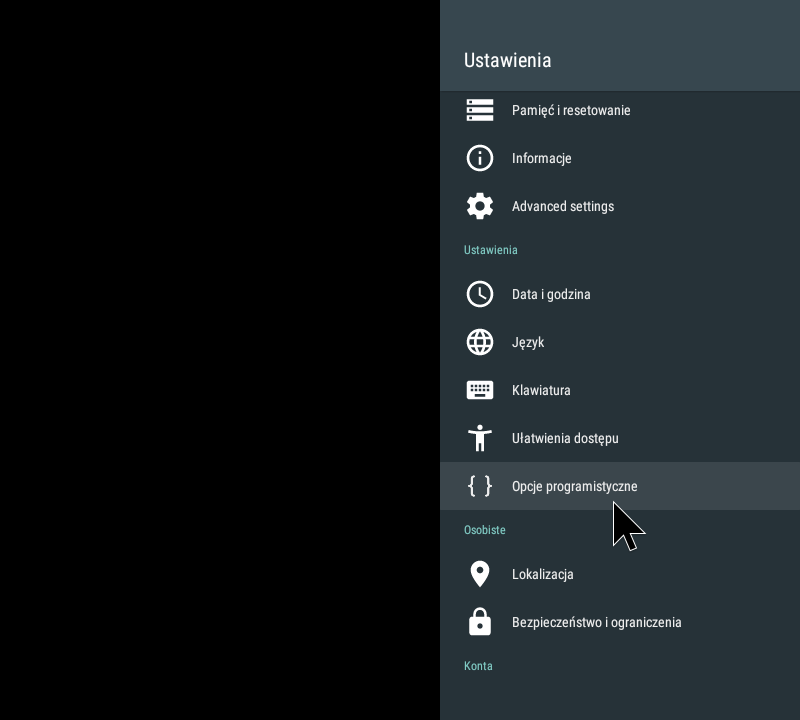 Ustawienia
Pamięć i resetowanie
Informacje
Advanced settings
Ustawienia
Data i godzina
Język
Klawiatura
Ułatwienia dostępu
Opcje programistyczne
Osobiste
Lokalizacja
Bezpieczeństwo i ograniczenia
Konta